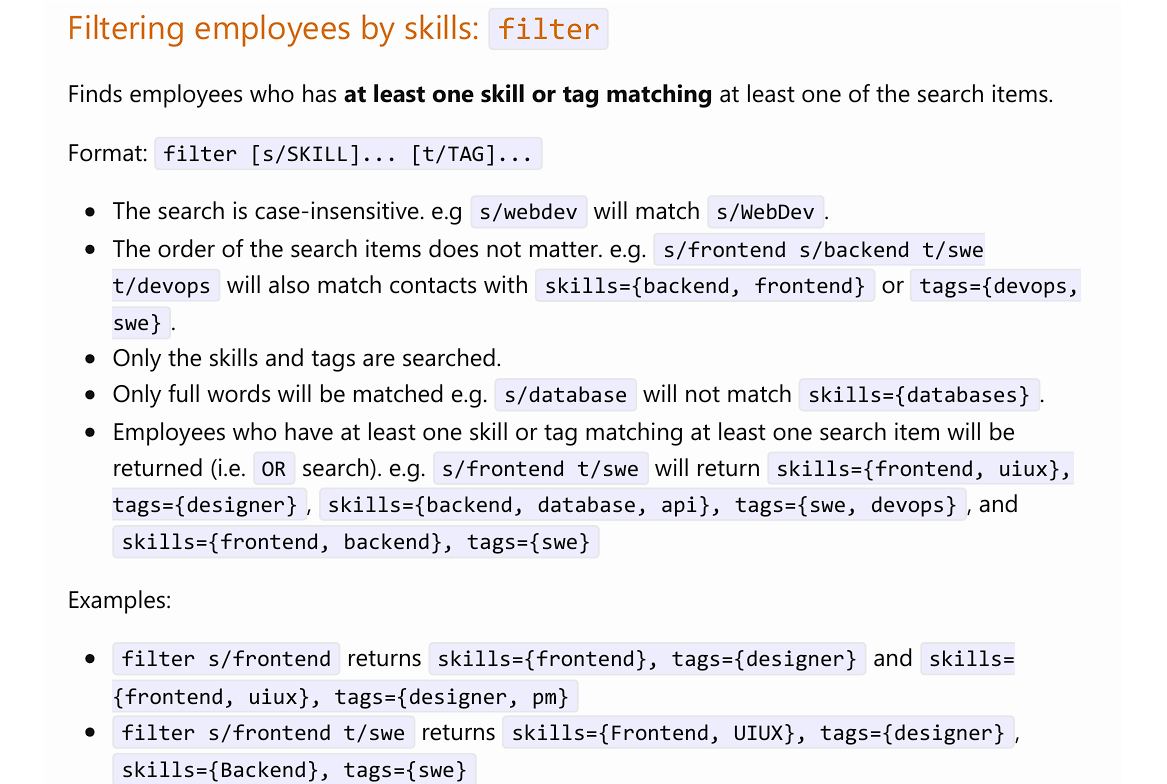 Filtering employees by skills: filter
Finds employees who has at least one skill or tag matching at least one of the search items.
Format: filter [s/SKILL]... [t/TAG]...
• The search is case-insensitive. e.g s/webdev will match s/WebDev.
• The order of the search items does not matter. e.g. s/frontend s/backend t/swe
t/devops will also match contacts with skills={backend, frontend} or tags={devops,
swe}.
• Only the skills and tags are searched.
• Only full words will be matched e.g. s/database will not match skills={databases}.
• Employees who have at least one skill or tag matching at least one search item will be
returned (i.e. OR search). e.g. s/frontend t/swe will return skills={frontend, uiux},
tags={designer}, skills={backend, database, api}, tags={swe, devops}, and
skills={frontend, backend}, tags={swe}
Examples:
• filter s/frontend returns skills={frontend}, tags={designer} and skills=
{frontend, uiux}, tags={designer, pm}
• filter s/frontend t/swe returns skills={Frontend, UIUX}, tags={designer},
skills={Backend}, tags={swe}